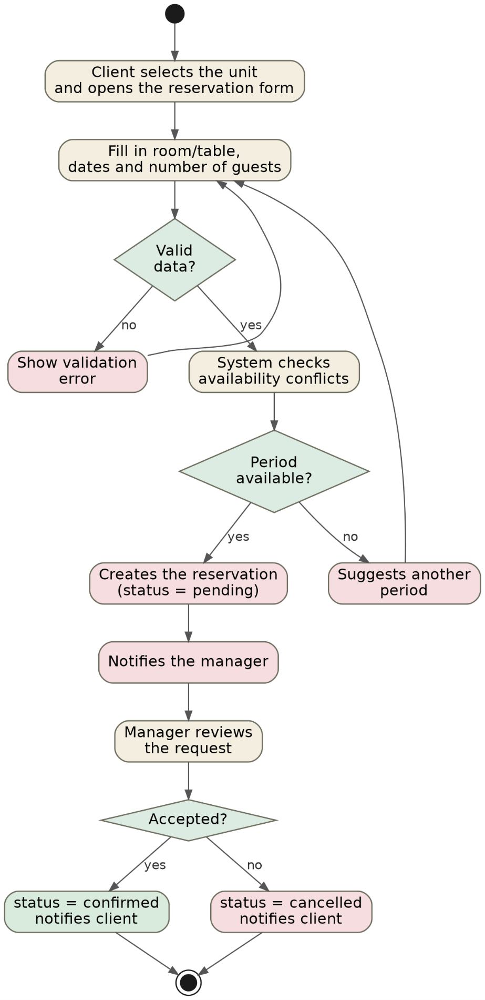 Client selects the unit
and opens the reservation form
Fill in room/table,
dates and number of guests
Valid
data?
no
yes
Show validation
error
System checks
availability conflicts
Period
available?
yes
no
Creates the reservation
(status = pending)
Suggests another
period
Notifies the manager
Manager reviews
the request
Accepted?
yes
no
status = confirmed
notifies client
status = cancelled
notifies client